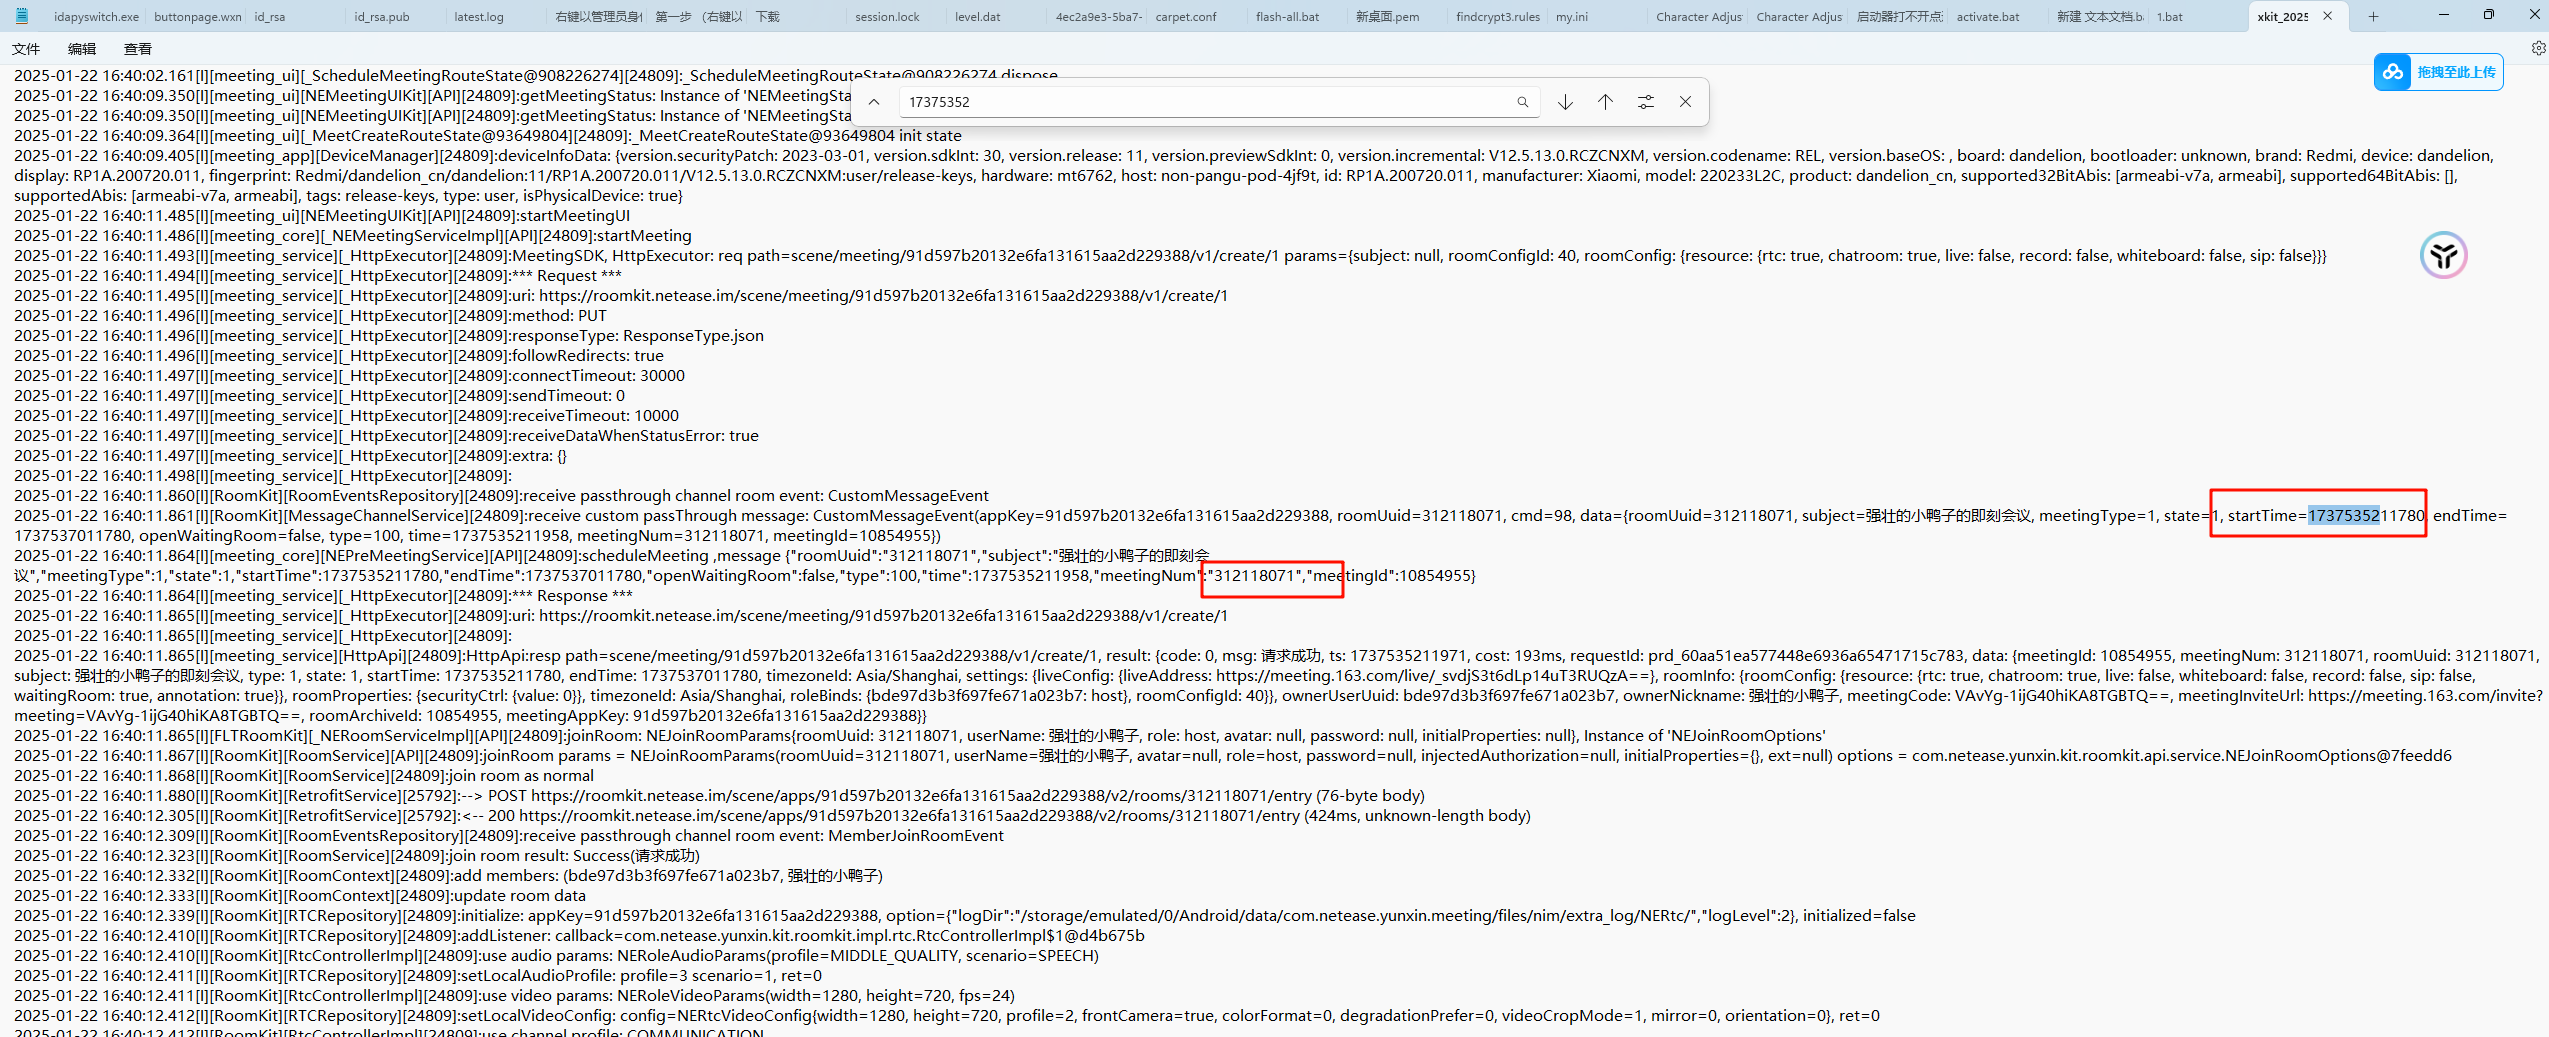 idapyswitch.exe buttonpage.wxn id_rsa id_rsa.pub latest.log 右键以管理员身份 第一步 （右键以 下载 session.lock level.dat 4ec2a9e3-5ba7- carpet.conf flash-all.bat 新桌面.pem findcrypt3.rules my.ini Character Adjus Character Adjus 启动器打不开点 activate.bat 新建 文本文档.ba 1.bat xkit_2025
文件 编辑 查看
拖拽至此上传
17375352
2025-01-22 16:40:02.161[I][meeting_ui][_ScheduleMeetingRouteState@908226274][24809]:_ScheduleMeetingRouteState@908226274 dispose
2025-01-22 16:40:09.350[I][meeting_ui][NEMeetingUIKit][API][24809]:getMeetingStatus: Instance of 'NEMeetingSta
2025-01-22 16:40:09.350[I][meeting_ui][NEMeetingUIKit][API][24809]:getMeetingStatus: Instance of 'NEMeetingSta
2025-01-22 16:40:09.364[I][meeting_ui][_MeetCreateRouteState@93649804][24809]:_MeetCreateRouteState@93649804 init state
2025-01-22 16:40:09.405[I][meeting_app][DeviceManager][24809]:deviceInfoData: {version.securityPatch: 2023-03-01, version.sdkInt: 30, version.release: 11, version.previewSdkInt: 0, version.incremental: V12.5.13.0.RCZCNXM, version.codename: REL, version.baseOS: , board: dandelion, bootloader: unknown, brand: Redmi, device: dandelion,
display: RP1A.200720.011, fingerprint: Redmi/dandelion_cn/dandelion:11/RP1A.200720.011/V12.5.13.0.RCZCNXM:user/release-keys, hardware: mt6762, host: non-pangu-pod-4jf9t, id: RP1A.200720.011, manufacturer: Xiaomi, model: 220233L2C, product: dandelion_cn, supported32BitAbis: [armeabi-v7a, armeabi], supported64BitAbis: [],
supportedAbis: [armeabi-v7a, armeabi], tags: release-keys, type: user, isPhysicalDevice: true}
2025-01-22 16:40:11.485[I][meeting_ui][NEMeetingUIKit][API][24809]:startMeetingUI
2025-01-22 16:40:11.486[I][meeting_core][_NEMeetingServiceImpl][API][24809]:startMeeting
2025-01-22 16:40:11.493[I][meeting_service][_HttpExecutor][24809]:MeetingSDK, HttpExecutor: req path=scene/meeting/91d597b20132e6fa131615aa2d229388/v1/create/1 params={subject: null, roomConfigId: 40, roomConfig: {resource: {rtc: true, chatroom: true, live: false, record: false, whiteboard: false, sip: false}}}
2025-01-22 16:40:11.494[I][meeting_service][_HttpExecutor][24809]:*** Request ***
2025-01-22 16:40:11.495[I][meeting_service][_HttpExecutor][24809]:uri: https://roomkit.netease.im/scene/meeting/91d597b20132e6fa131615aa2d229388/v1/create/1
2025-01-22 16:40:11.496[I][meeting_service][_HttpExecutor][24809]:method: PUT
2025-01-22 16:40:11.496[I][meeting_service][_HttpExecutor][24809]:responseType: ResponseType.json
2025-01-22 16:40:11.496[I][meeting_service][_HttpExecutor][24809]:followRedirects: true
2025-01-22 16:40:11.497[I][meeting_service][_HttpExecutor][24809]:connectTimeout: 30000
2025-01-22 16:40:11.497[I][meeting_service][_HttpExecutor][24809]:sendTimeout: 0
2025-01-22 16:40:11.497[I][meeting_service][_HttpExecutor][24809]:receiveTimeout: 10000
2025-01-22 16:40:11.497[I][meeting_service][_HttpExecutor][24809]:receiveDataWhenStatusError: true
2025-01-22 16:40:11.497[I][meeting_service][_HttpExecutor][24809]:extra: {}
2025-01-22 16:40:11.498[I][meeting_service][_HttpExecutor][24809]:
2025-01-22 16:40:11.860[I][RoomKit][RoomEventsRepository][24809]:receive passthrough channel room event: CustomMessageEvent
2025-01-22 16:40:11.861[I][RoomKit][MessageChannelService][24809]:receive custom passThrough message: CustomMessageEvent(appKey=91d597b20132e6fa131615aa2d229388, roomUuid=312118071, cmd=98, data={roomUuid=312118071, subject=强壮的小鸭子的即刻会议, meetingType=1, state=1, startTime=1737535211780, endTime=
1737537011780, openWaitingRoom=false, type=100, time=1737535211958, meetingNum=312118071, meetingId=10854955})
2025-01-22 16:40:11.864[I][meeting_core][NEPreMeetingService][API][24809]:scheduleMeeting ,message {"roomUuid":"312118071","subject":"强壮的小鸭子的即刻会
议","meetingType":1,"state":1,"startTime":1737535211780,"endTime":1737537011780,"openWaitingRoom":false,"type":100,"time":1737535211958,"meetingNum":"312118071","meetingId":10854955}
2025-01-22 16:40:11.864[I][meeting_service][_HttpExecutor][24809]:*** Response ***
2025-01-22 16:40:11.865[I][meeting_service][_HttpExecutor][24809]:uri: https://roomkit.netease.im/scene/meeting/91d597b20132e6fa131615aa2d229388/v1/create/1
2025-01-22 16:40:11.865[I][meeting_service][_HttpExecutor][24809]:
2025-01-22 16:40:11.865[I][meeting_service][HttpApi][24809]:HttpApi:resp path=scene/meeting/91d597b20132e6fa131615aa2d229388/v1/create/1, result: {code: 0, msg: 请求成功, ts: 1737535211971, cost: 193ms, requestId: prd_60aa51ea577448e6936a65471715c783, data: {meetingId: 10854955, meetingNum: 312118071, roomUuid: 312118071,
subject: 强壮的小鸭子的即刻会议, type: 1, state: 1, startTime: 1737535211780, endTime: 1737537011780, timezoneId: Asia/Shanghai, settings: {liveConfig: {liveAddress: https://meeting.163.com/live/_svdjS3t6dLp14uT3RUQzA==}, roomInfo: {roomConfig: {resource: {rtc: true, chatroom: true, live: false, whiteboard: false, record: false, sip: false,
waitingRoom: true, annotation: true}}, roomProperties: {securityCtrl: {value: 0}}, timezoneId: Asia/Shanghai, roleBinds: {bde97d3b3f697fe671a023b7: host}, roomConfigId: 40}}, ownerUserUuid: bde97d3b3f697fe671a023b7, ownerNickname: 强壮的小鸭子, meetingCode: VAvYg-1ijG40hiKA8TGBTQ==, meetingInviteUrl: https://meeting.163.com/invite?
meeting=VAvYg-1ijG40hiKA8TGBTQ==, roomArchiveId: 10854955, meetingAppKey: 91d597b20132e6fa131615aa2d229388}}
2025-01-22 16:40:11.865[I][FLTRoomKit][_NERoomServiceImpl][API][24809]:joinRoom: NEJoinRoomParams{roomUuid: 312118071, userName: 强壮的小鸭子, role: host, avatar: null, password: null, initialProperties: null}, Instance of 'NEJoinRoomOptions'
2025-01-22 16:40:11.867[I][RoomKit][RoomService][API][24809]:joinRoom params = NEJoinRoomParams(roomUuid=312118071, userName=强壮的小鸭子, avatar=null, role=host, password=null, injectedAuthorization=null, initialProperties={}, ext=null) options = com.netease.yunxin.kit.roomkit.api.service.NEJoinRoomOptions@7feedd6
2025-01-22 16:40:11.868[I][RoomKit][RoomService][24809]:join room as normal
2025-01-22 16:40:11.880[I][RoomKit][RetrofitService][25792]:--> POST https://roomkit.netease.im/scene/apps/91d597b20132e6fa131615aa2d229388/v2/rooms/312118071/entry (76-byte body)
2025-01-22 16:40:12.305[I][RoomKit][RetrofitService][25792]:<-- 200 https://roomkit.netease.im/scene/apps/91d597b20132e6fa131615aa2d229388/v2/rooms/312118071/entry (424ms, unknown-length body)
2025-01-22 16:40:12.309[I][RoomKit][RoomEventsRepository][24809]:receive passthrough channel room event: MemberJoinRoomEvent
2025-01-22 16:40:12.323[I][RoomKit][RoomService][24809]:join room result: Success(请求成功)
2025-01-22 16:40:12.332[I][RoomKit][RoomContext][24809]:add members: (bde97d3b3f697fe671a023b7, 强壮的小鸭子)
2025-01-22 16:40:12.333[I][RoomKit][RoomContext][24809]:update room data
2025-01-22 16:40:12.339[I][RoomKit][RTCRepository][24809]:initialize: appKey=91d597b20132e6fa131615aa2d229388, option={"logDir":"/storage/emulated/0/Android/data/com.netease.yunxin.meeting/files/nim/extra_log/NERtc/","logLevel":2}, initialized=false
2025-01-22 16:40:12.410[I][RoomKit][RTCRepository][24809]:addListener: callback=com.netease.yunxin.kit.roomkit.impl.rtc.RtcControllerImpl$1@d4b675b
2025-01-22 16:40:12.410[I][RoomKit][RtcControllerImpl][24809]:use audio params: NERoleAudioParams(profile=MIDDLE_QUALITY, scenario=SPEECH)
2025-01-22 16:40:12.411[I][RoomKit][RTCRepository][24809]:setLocalAudioProfile: profile=3 scenario=1, ret=0
2025-01-22 16:40:12.411[I][RoomKit][RtcControllerImpl][24809]:use video params: NERoleVideoParams(width=1280, height=720, fps=24)
2025-01-22 16:40:12.412[I][RoomKit][RTCRepository][24809]:setLocalVideoConfig: config=NERtcVideoConfig{width=1280, height=720, profile=2, frontCamera=true, colorFormat=0, degradationPrefer=0, videoCropMode=1, mirror=0, orientation=0}, ret=0
2025-01-22 16:40:12.412[I][RoomKit][RtcControllerImpl][24809]:use channel profile: COMMUNICATION